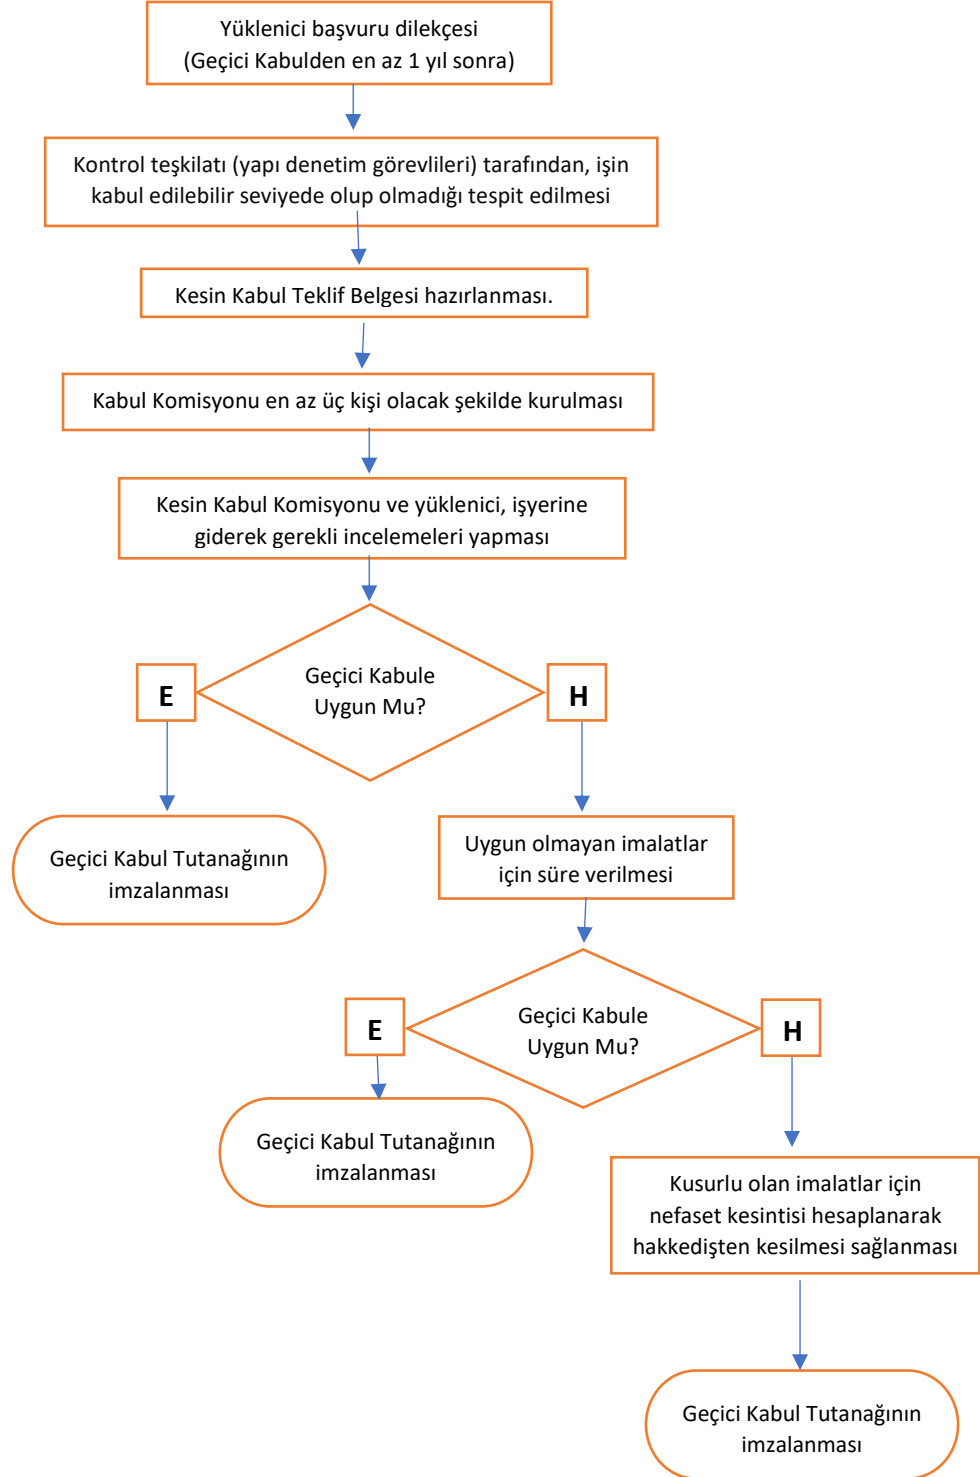 Yüklenici başvuru dilekçesi
(Geçici Kabulden en az 1 yıl sonra)
Kontrol teşkilatı (yapı denetim görevlileri) tarafından, işin
kabul edilebilir seviyede olup olmadığı tespit edilmesi
Kesin Kabul Teklif Belgesi hazırlanması.
Kabul Komisyonu en az üç kişi olacak şekilde kurulması
Kesin Kabul Komisyonu ve yüklenici, işyerine
giderek gerekli incelemeleri yapması
Geçici Kabule
Uygun Mu?
E
H
Geçici Kabul Tutanağının
imzalanması
Uygun olmayan imalatlar
için süre verilmesi
Geçici Kabule
Uygun Mu?
E
H
Geçici Kabul Tutanağının
imzalanması
Kusurlu olan imalatlar için
nefaset kesintisi hesaplanarak
hakkedişten kesilmesi sağlanması
Geçici Kabul Tutanağının
imzalanması